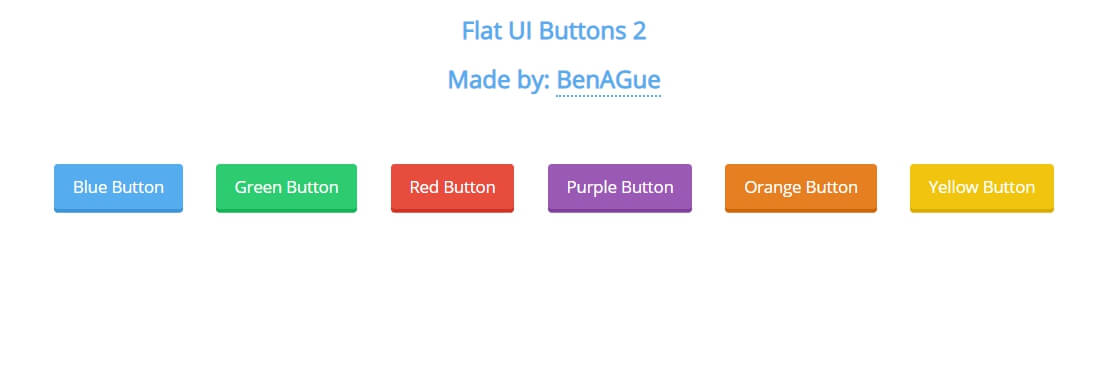 Flat UI Buttons 2
Made by: BenAGue
Blue Button Green Button Red Button Purple Button Orange Button Yellow Button